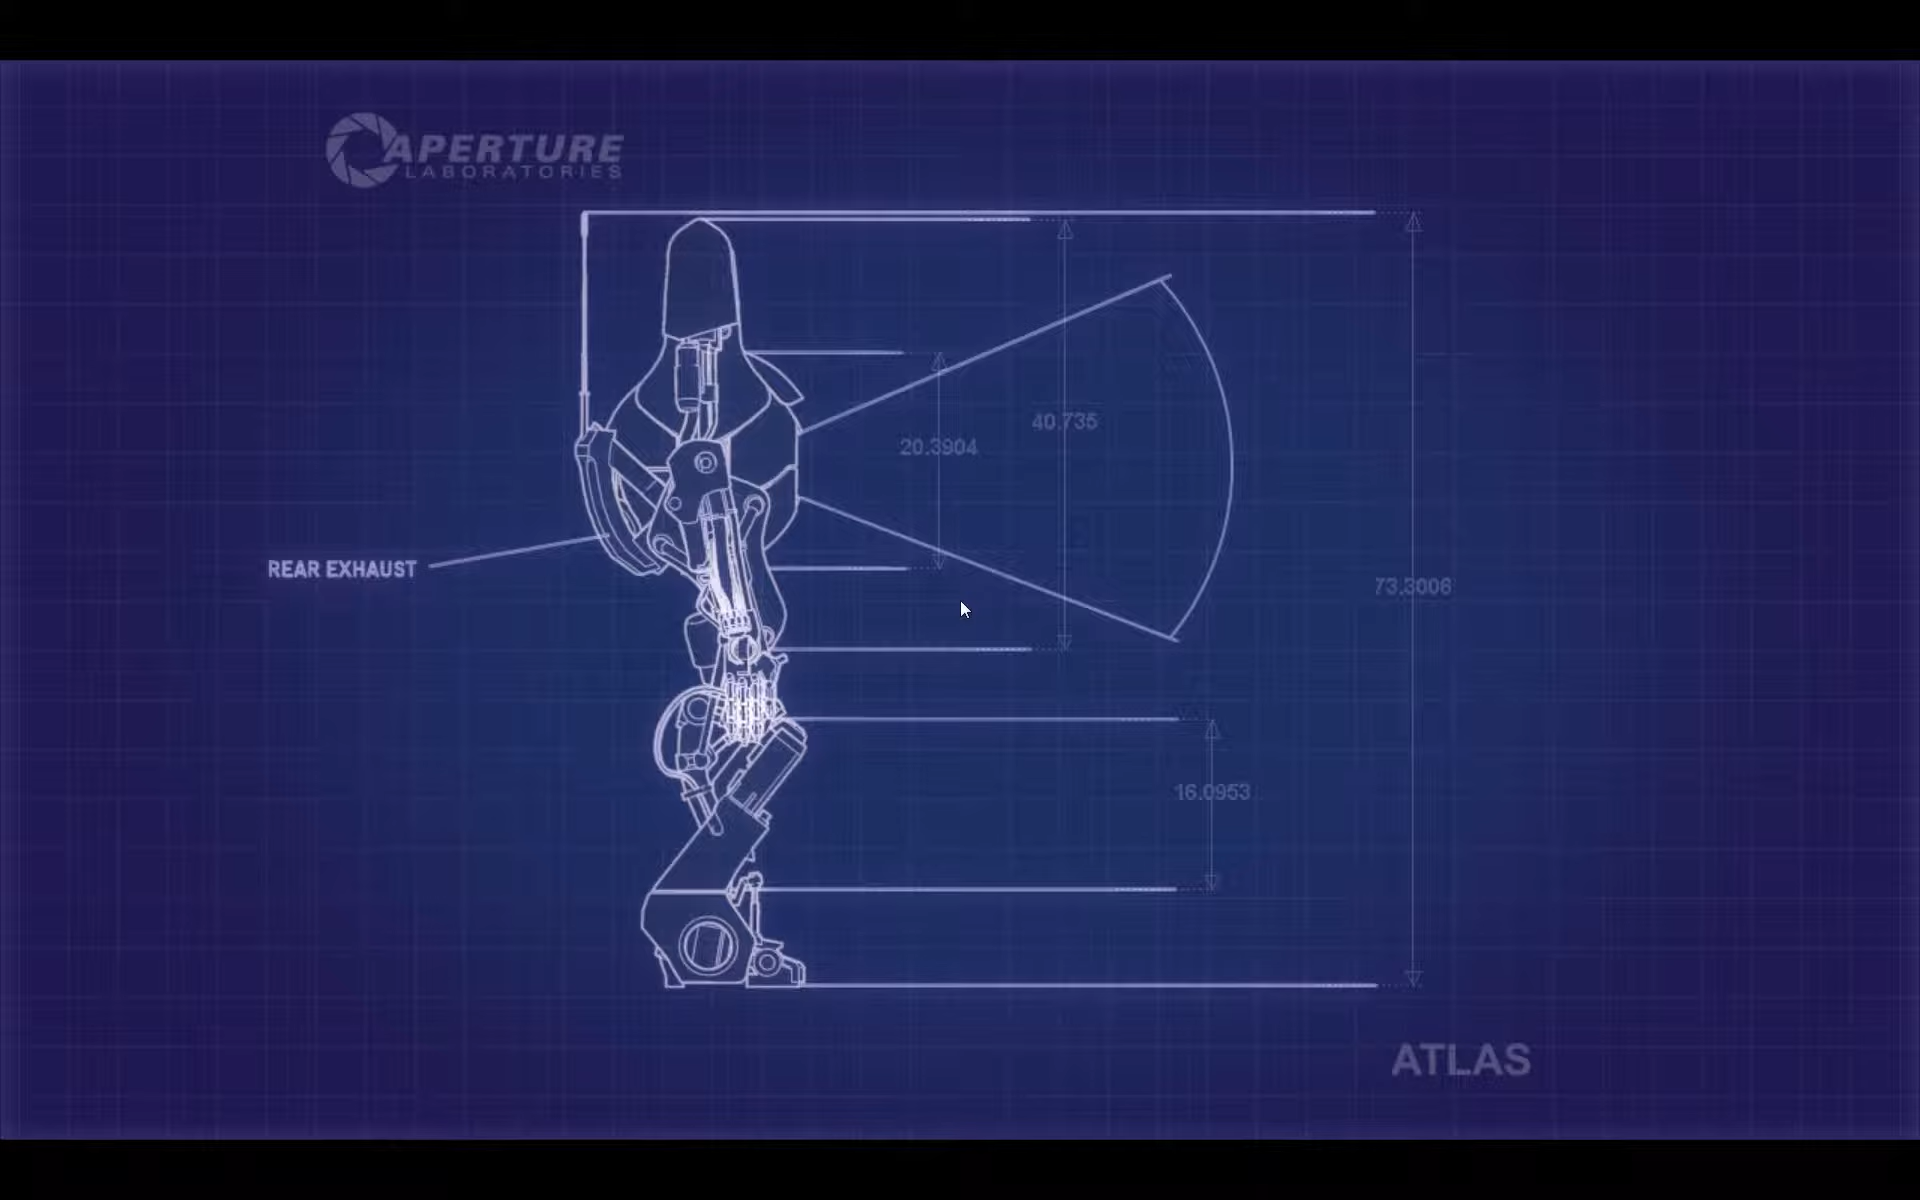 APERTURE
LABORATORIES
40.735
20.3904
REAR EXHAUST
73.3006
16.0953
ATLAS